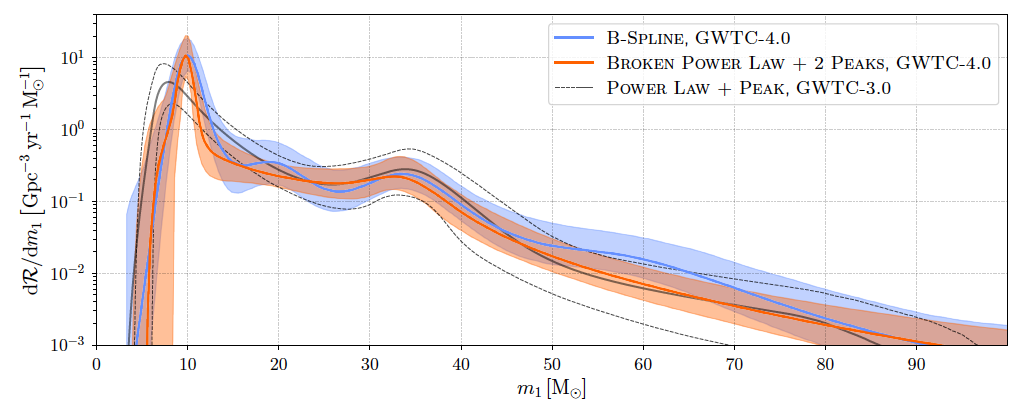 B-Spline, GWTC-4.0
Broken Power Law + 2 Peaks, GWTC-4.0
Power Law + Peak, GWTC-3.0
dR/dm₁ [Gpc⁻³ yr⁻¹ M⊙⁻¹]
10¹
10⁰
10⁻¹
10⁻²
10⁻³
0 10 20 30 40 50 60 70 80 90
m₁ [M⊙]